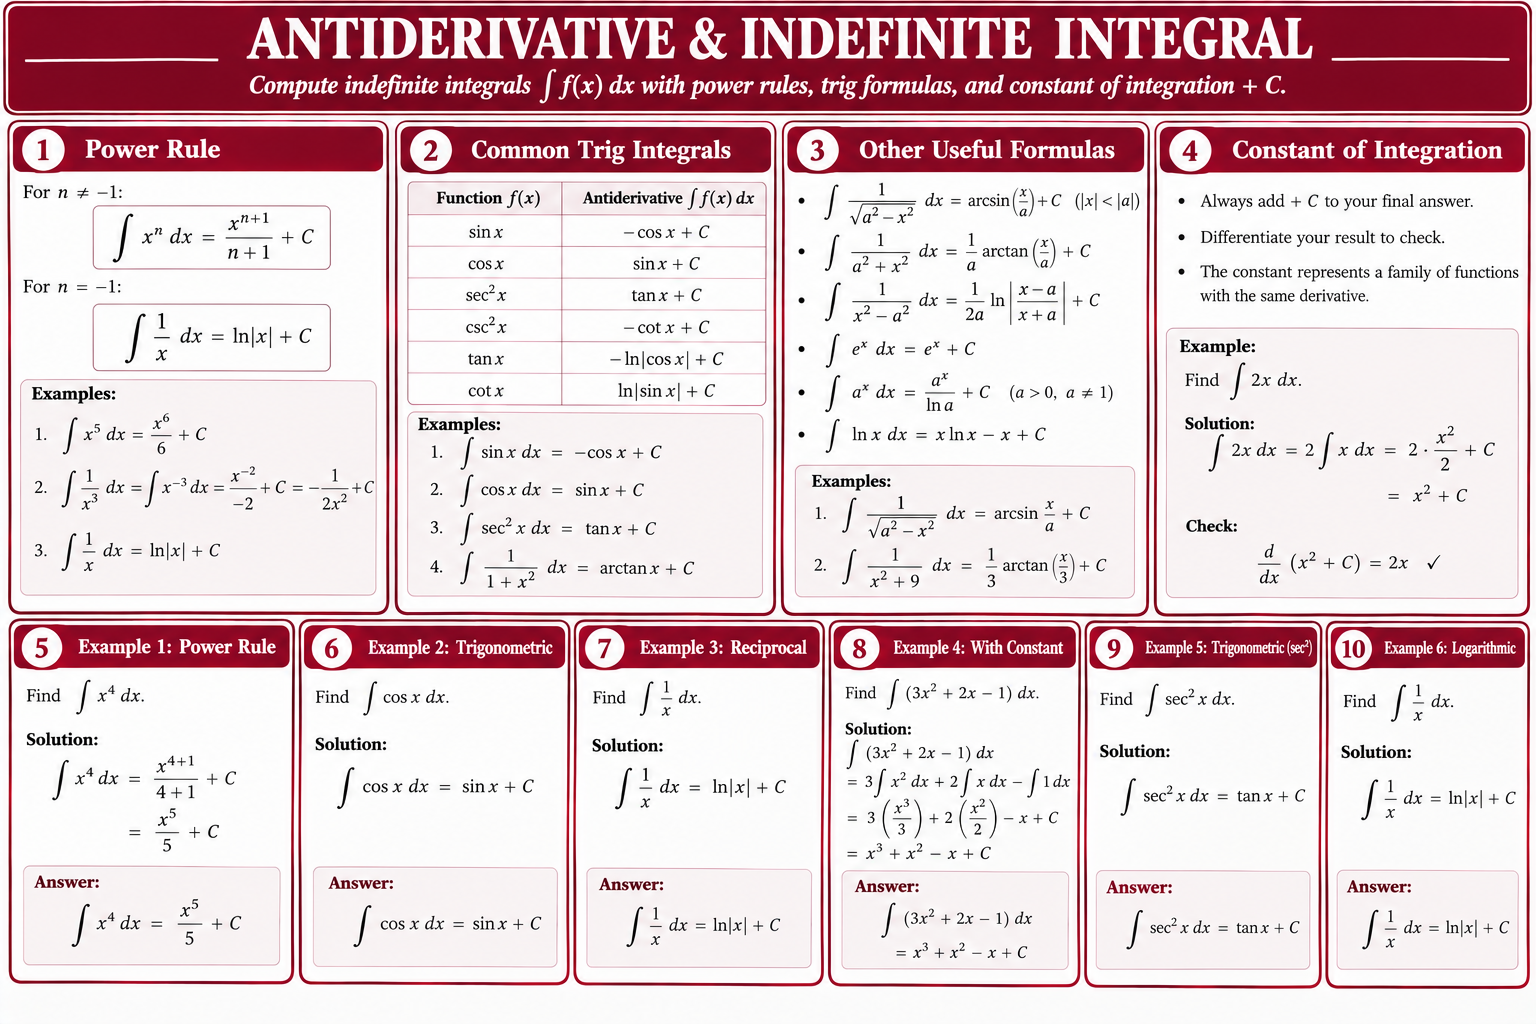 ANTIDERIVATIVE & INDEFINITE INTEGRAL
Compute indefinite integrals ∫ f(x) dx with power rules, trig formulas, and constant of integration + C.
1 Power Rule
For n ≠ −1:
∫ xⁿ dx = xⁿ⁺¹/(n + 1) + C
For n = −1:
∫ 1/x dx = ln|x| + C
Examples:
1. ∫ x⁵ dx = x⁶/6 + C
2. ∫ 1/x³ dx = ∫ x⁻³ dx = x⁻²/−2 + C = −1/(2x²) + C
3. ∫ 1/x dx = ln|x| + C
2 Common Trig Integrals
Function f(x) Antiderivative ∫ f(x) dx
sin x −cos x + C
cos x sin x + C
sec² x tan x + C
csc² x −cot x + C
tan x −ln|cos x| + C
cot x ln|sin x| + C
Examples:
1. ∫ sin x dx = −cos x + C
2. ∫ cos x dx = sin x + C
3. ∫ sec² x dx = tan x + C
4. ∫ 1/(1 + x²) dx = arctan x + C
3 Other Useful Formulas
• ∫ 1/√(a² − x²) dx = arcsin(x/a) + C (|x| < |a|)
• ∫ 1/(a² + x²) dx = 1/a arctan (x/a) + C
• ∫ 1/(x² − a²) dx = 1/(2a) ln |(x − a)/(x + a)| + C
• ∫ eˣ dx = eˣ + C
• ∫ aˣ dx = aˣ/ln a + C (a > 0, a ≠ 1)
• ∫ ln x dx = x ln x − x + C
Examples:
1. ∫ 1/√(a² − x²) dx = arcsin x/a + C
2. ∫ 1/(x² + 9) dx = 1/3 arctan (x/3) + C
4 Constant of Integration
• Always add + C to your final answer.
• Differentiate your result to check.
• The constant represents a family of functions
with the same derivative.
Example:
Find ∫ 2x dx.
Solution:
∫ 2x dx = 2 ∫ x dx = 2 · x²/2 + C
= x² + C
Check:
d/dx (x² + C) = 2x ✓
5 Example 1: Power Rule
Find ∫ x⁴ dx.
Solution:
∫ x⁴ dx = x⁴⁺¹/(4 + 1) + C
= x⁵/5 + C
Answer:
∫ x⁴ dx = x⁵/5 + C
6 Example 2: Trigonometric
Find ∫ cos x dx.
Solution:
∫ cos x dx = sin x + C
Answer:
∫ cos x dx = sin x + C
7 Example 3: Reciprocal
Find ∫ 1/x dx.
Solution:
∫ 1/x dx = ln|x| + C
Answer:
∫ 1/x dx = ln|x| + C
8 Example 4: With Constant
Find ∫ (3x² + 2x − 1) dx.
Solution:
∫ (3x² + 2x − 1) dx
= 3 ∫ x² dx + 2 ∫ x dx − ∫ 1 dx
= 3 (x³/3) + 2 (x²/2) − x + C
= x³ + x² − x + C
Answer:
∫ (3x² + 2x − 1) dx
= x³ + x² − x + C
9 Example 5: Trigonometric (sec²)
Find ∫ sec² x dx.
Solution:
∫ sec² x dx = tan x + C
Answer:
∫ sec² x dx = tan x + C
10 Example 6: Logarithmic
Find ∫ 1/x dx.
Solution:
∫ 1/x dx = ln|x| + C
Answer:
∫ 1/x dx = ln|x| + C